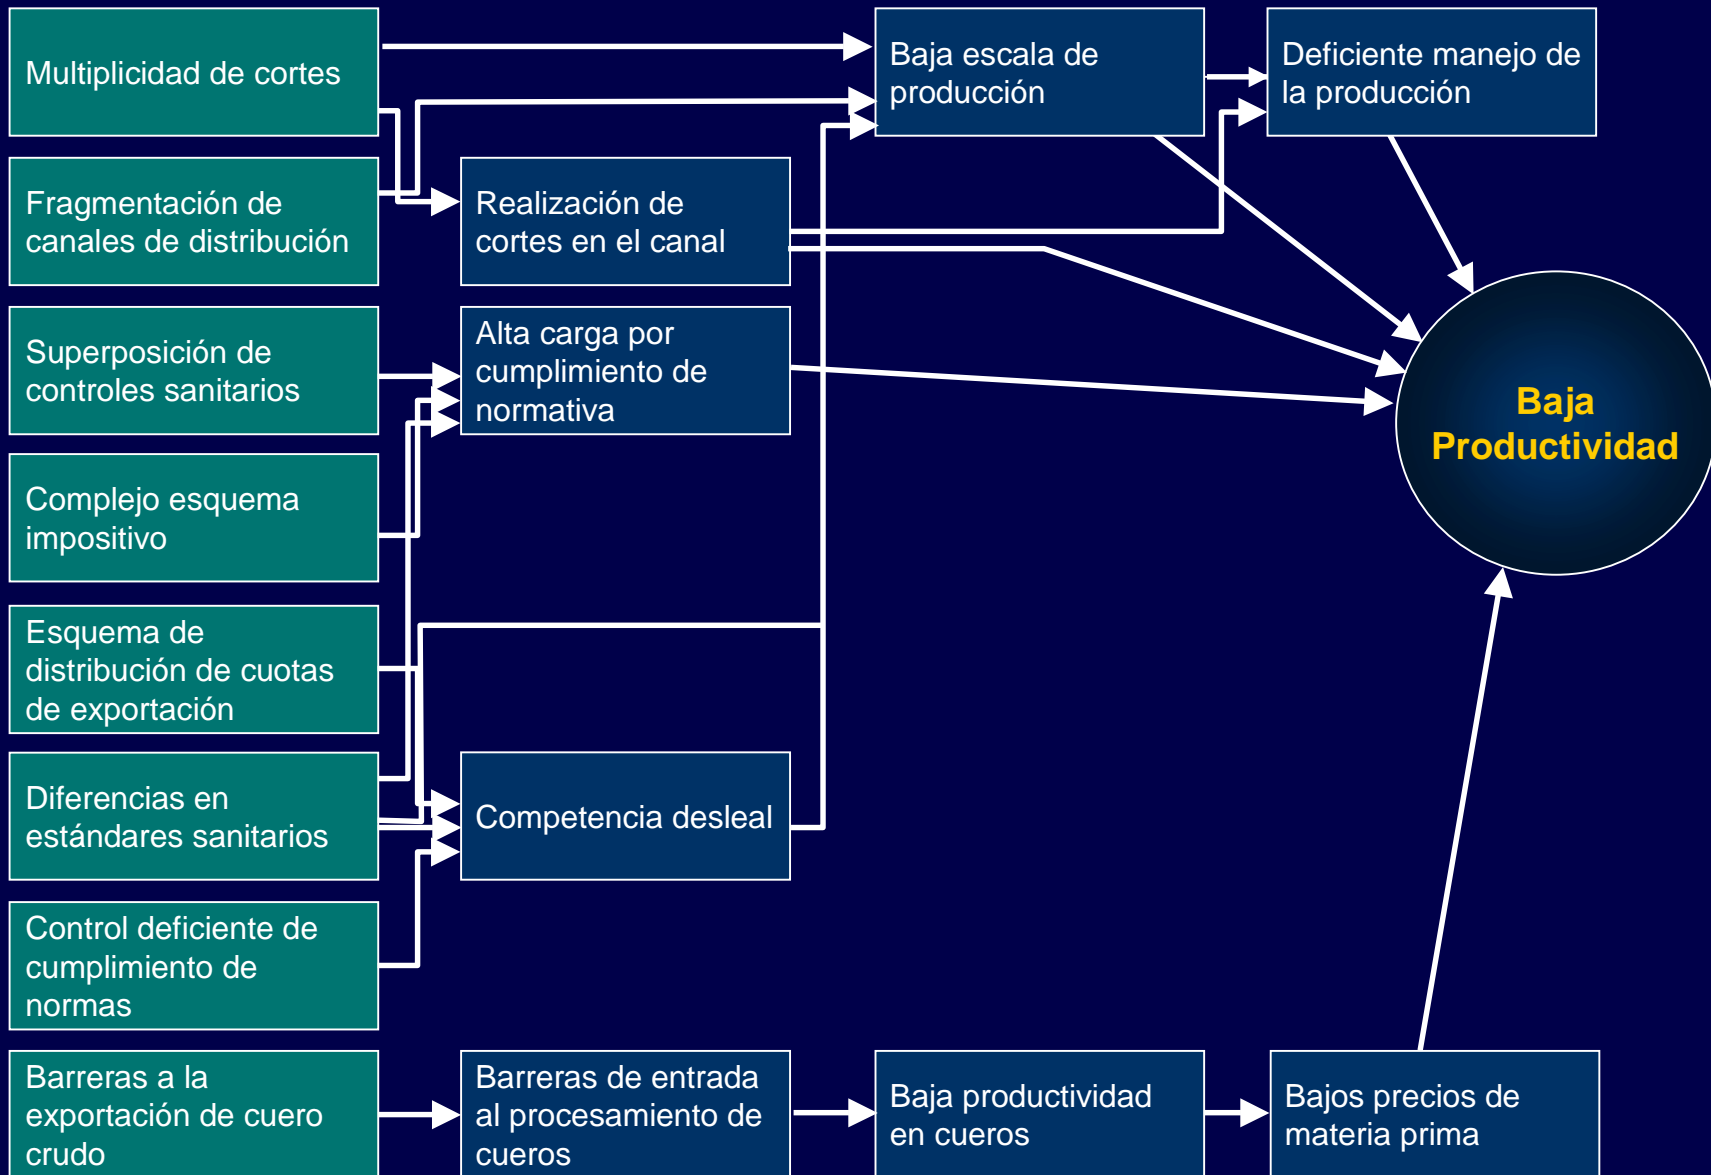 Multiplicidad de cortes
Baja escala de
producción
Deficiente manejo de
la producción
Fragmentación de
canales de distribución
Realización de
cortes en el canal
Superposición de
controles sanitarios
Alta carga por
cumplimiento de
normativa
Baja
Productividad
Complejo esquema
impositivo
Esquema de
distribución de cuotas
de exportación
Diferencias en
estándares sanitarios
Competencia desleal
Control deficiente de
cumplimiento de
normas
Barreras a la
exportación de cuero
crudo
Barreras de entrada
al procesamiento de
cueros
Baja productividad
en cueros
Bajos precios de
materia prima